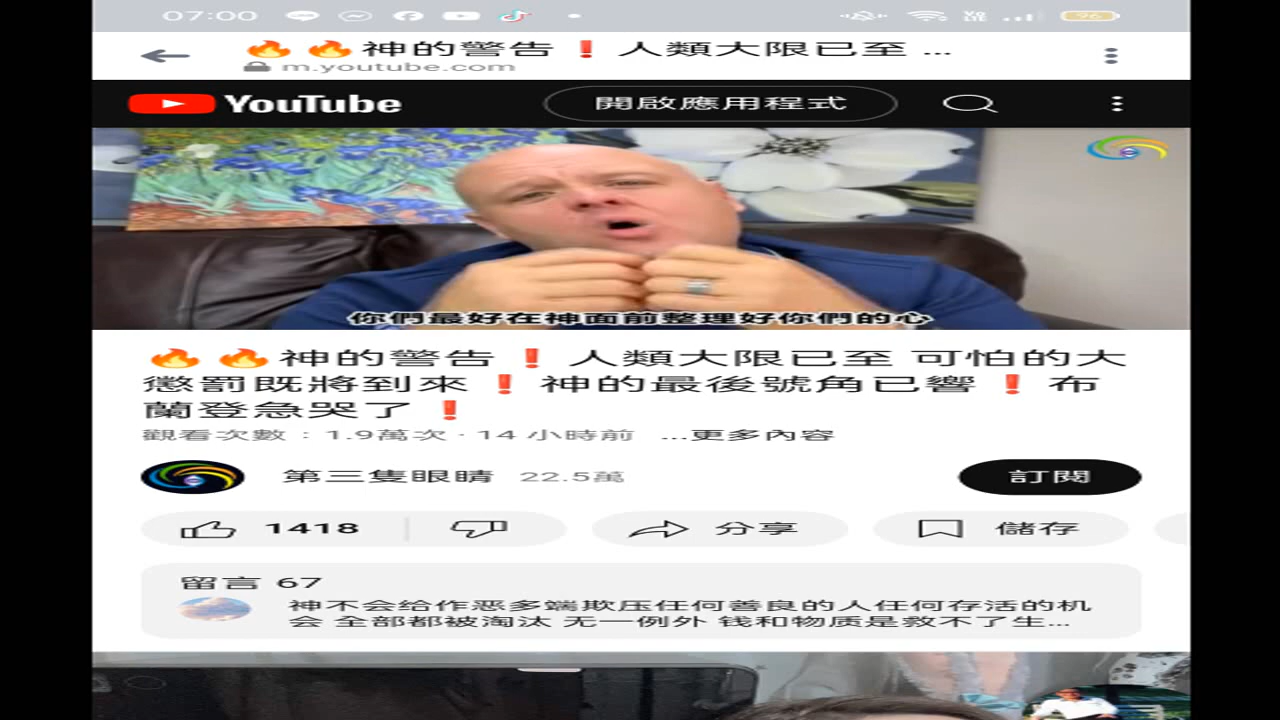 07:00
96
🔥🔥神的警告❗人類大限已至 ...
m.youtube.com
YouTube
開啟應用程式
你們最好在神面前整理好你們的心
🔥🔥神的警告❗人類大限已至 可怕的大
懲罰既將到來❗神的最後號角已響❗布
蘭登急哭了❗
觀看次數：1.9萬次 · 14 小時前 ...更多內容
第三隻眼睛 22.5萬
訂閱
1418
分享
儲存
留言 67
神不会给作恶多端欺压任何善良的人任何存活的机
会 全部都被淘汰 无一例外 钱和物质是救不了生...